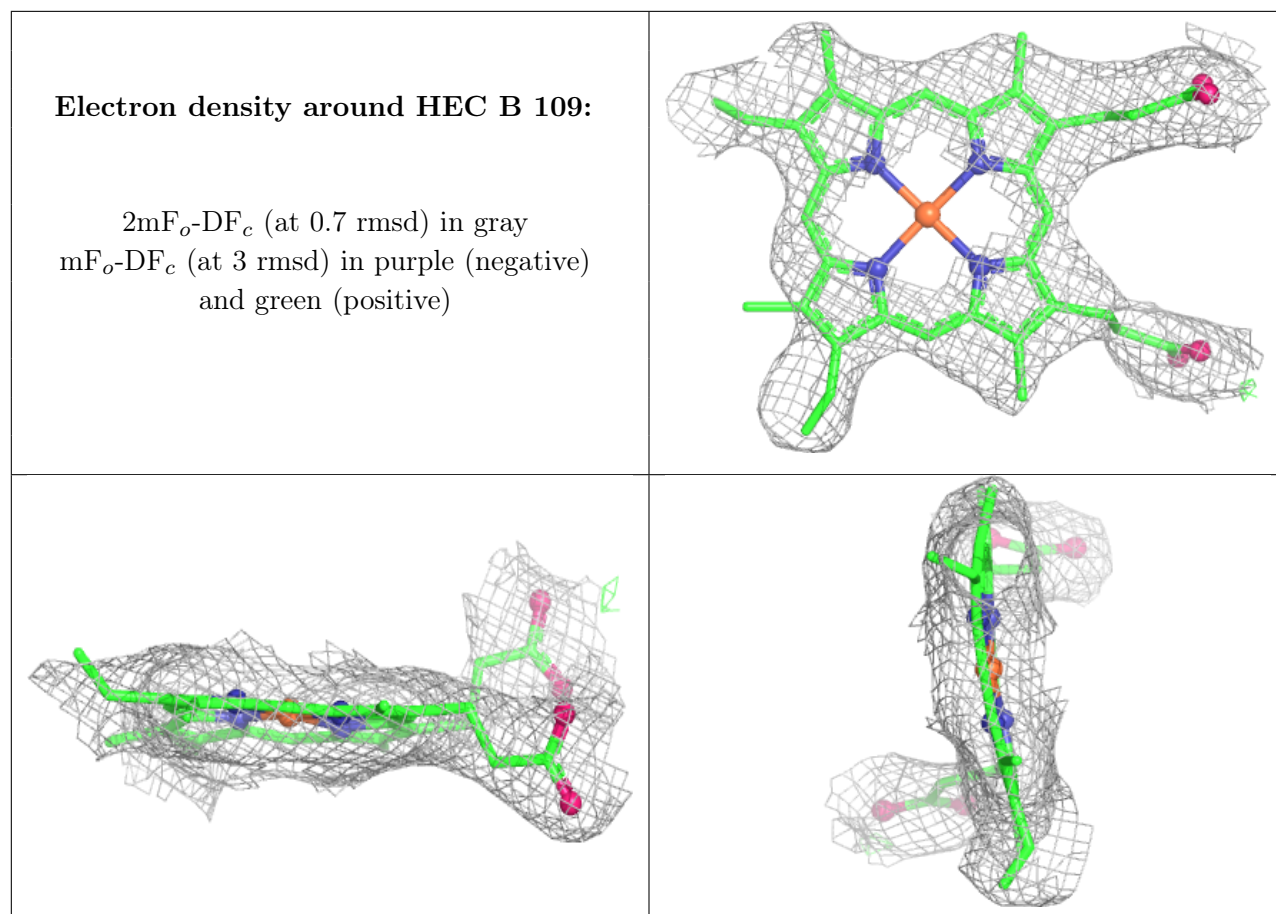 Electron density around HEC B 109:
2mFo-DFc (at 0.7 rmsd) in gray
mFo-DFc (at 3 rmsd) in purple (negative)
and green (positive)